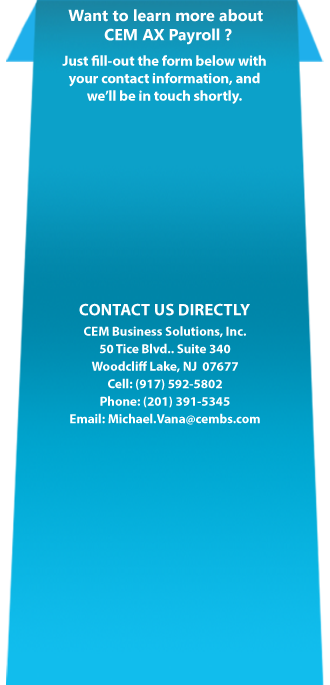 Want to learn more about
CEM AX Payroll ?
Just fill-out the form below with
your contact information, and
we’ll be in touch shortly.
CONTACT US DIRECTLY
CEM Business Solutions, Inc.
50 Tice Blvd.. Suite 340
Woodcliff Lake, NJ  07677
Cell: (917) 592-5802
Phone: (201) 391-5345
Email: Michael.Vana@cembs.com